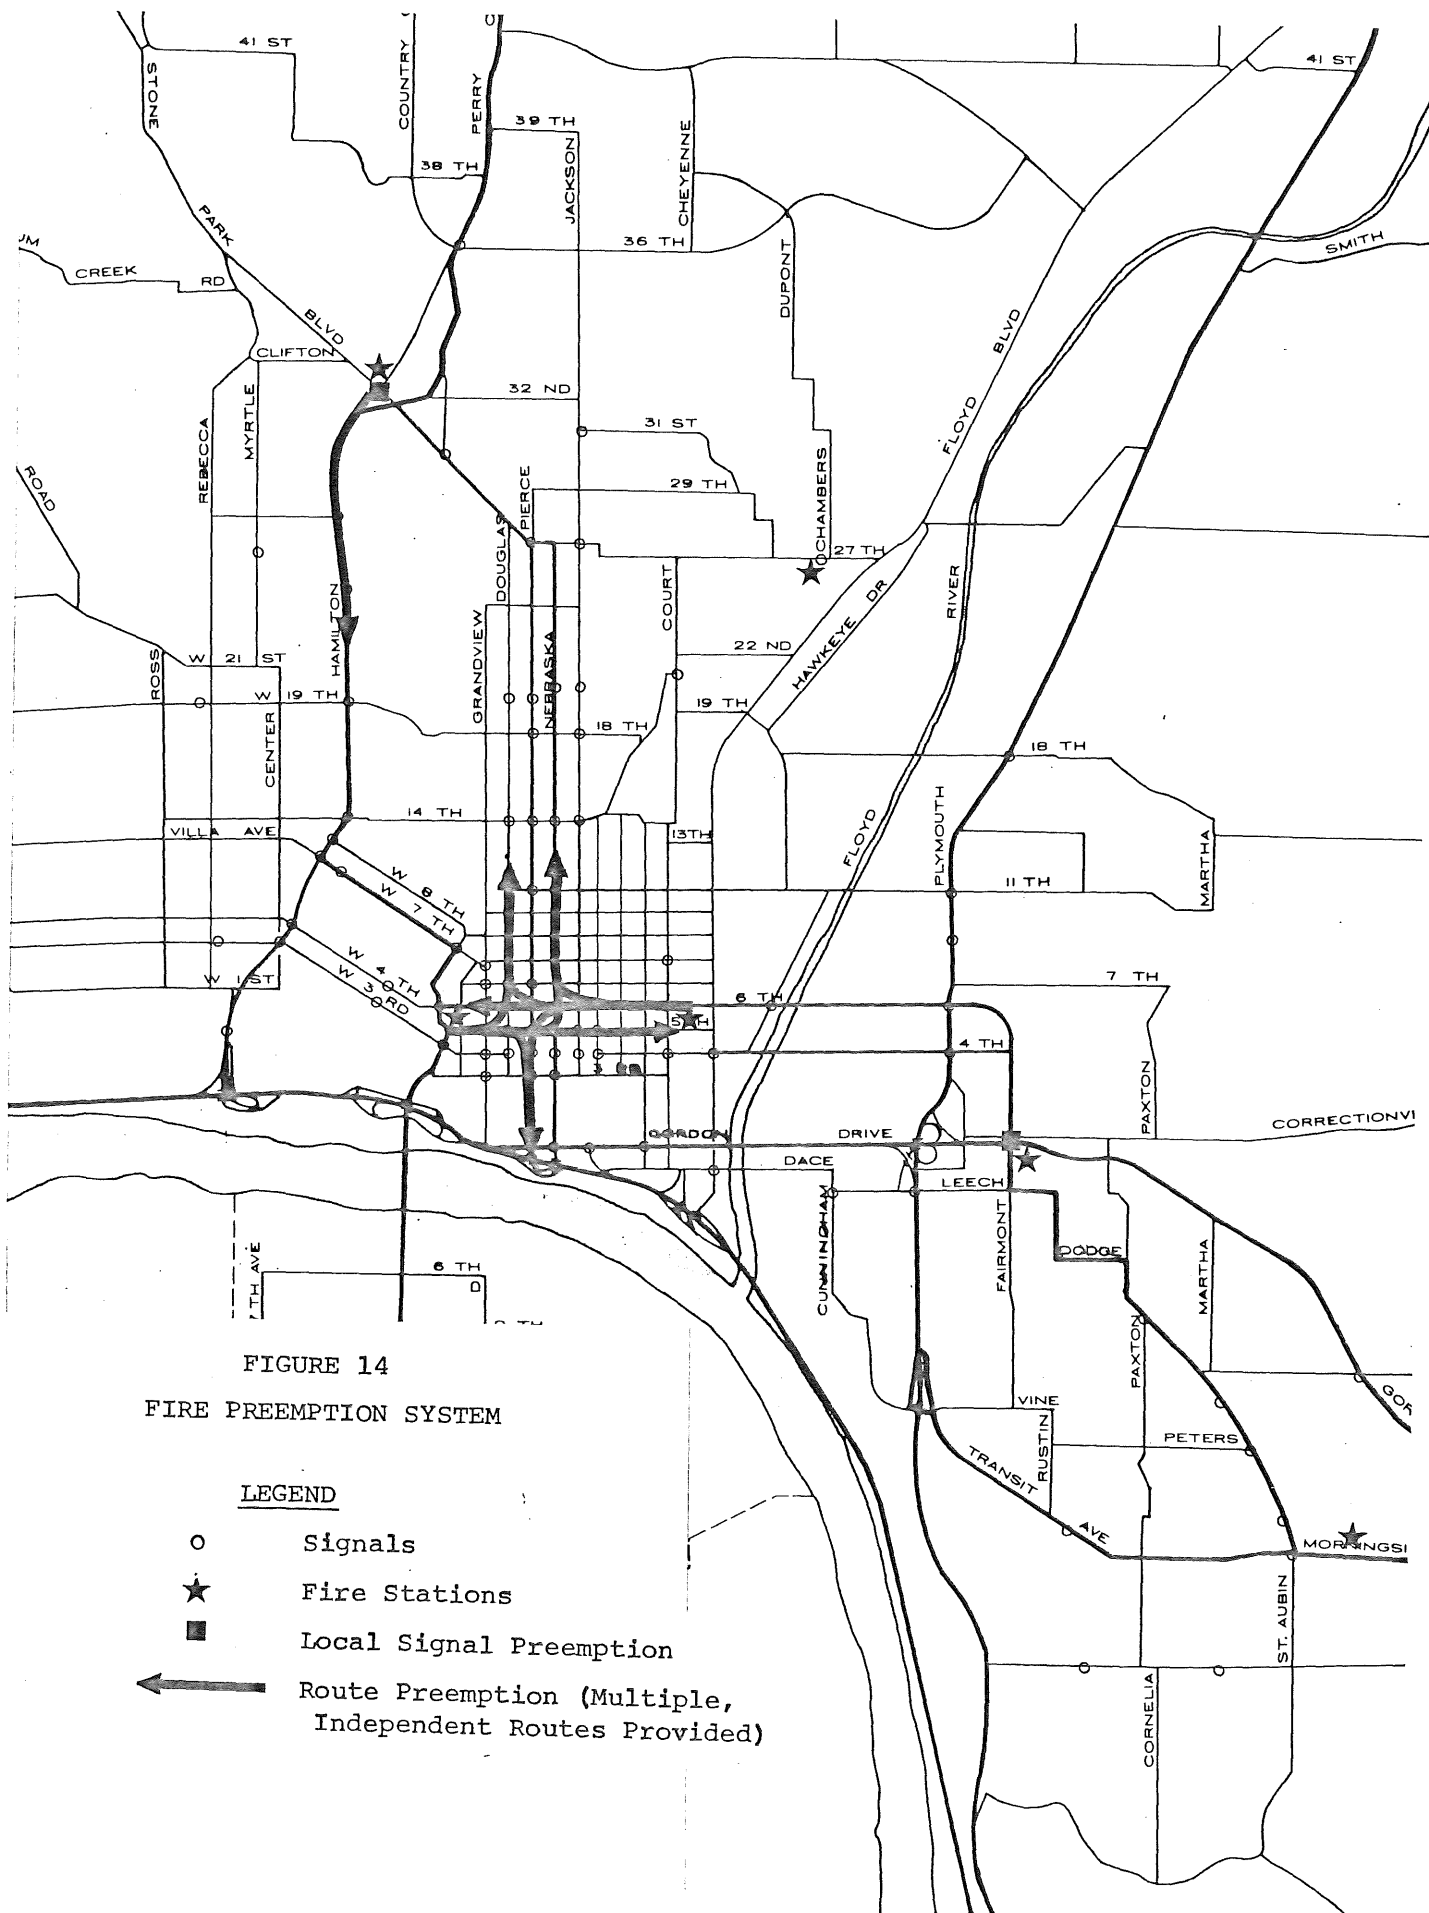 41 ST
STONE
COUNTRY
PERRY
41 ST
39 TH
JACKSON
CHEYENNE
38 TH
PARK
36 TH
SMITH
CREEK
RD
DUPONT
BLVD
BLVD
CLIFTON
FLOYD
32 ND
MYRTLE
REBECCA
31 ST
ROAD
PIERCE
29 TH
CHAMBERS
DOUGLAS
27 TH
HAMILTON
COURT
RIVER
HAWKEYE DR
GRANDVIEW
NEBRASKA
22 ND
ROSS
W 21 ST
W 19 TH
19 TH
CENTER
18 TH
18 TH
14 TH
PLYMOUTH
VILLA AVE
13TH
FLOYD
MARTHA
W 8 TH
W 7 TH
11 TH
W 4 TH
W 3 RD
W 1 ST
7 TH
6 TH
5 TH
4 TH
3 RD
PAXTON
GORDON
DRIVE
CORRECTIONVI
DACE
LEECH
CUNNINGHAM
FAIRMONT
DODGE
MARTHA
7TH AVE
6 TH
D
PAXTON
VINE
RUSTIN
PETERS
GOR
TRANSIT
AVE
MORNINGSI
ST. AUBIN
CORNELIA
FIGURE 14
FIRE PREEMPTION SYSTEM
LEGEND
Signals
Fire Stations
Local Signal Preemption
Route Preemption (Multiple,
Independent Routes Provided)